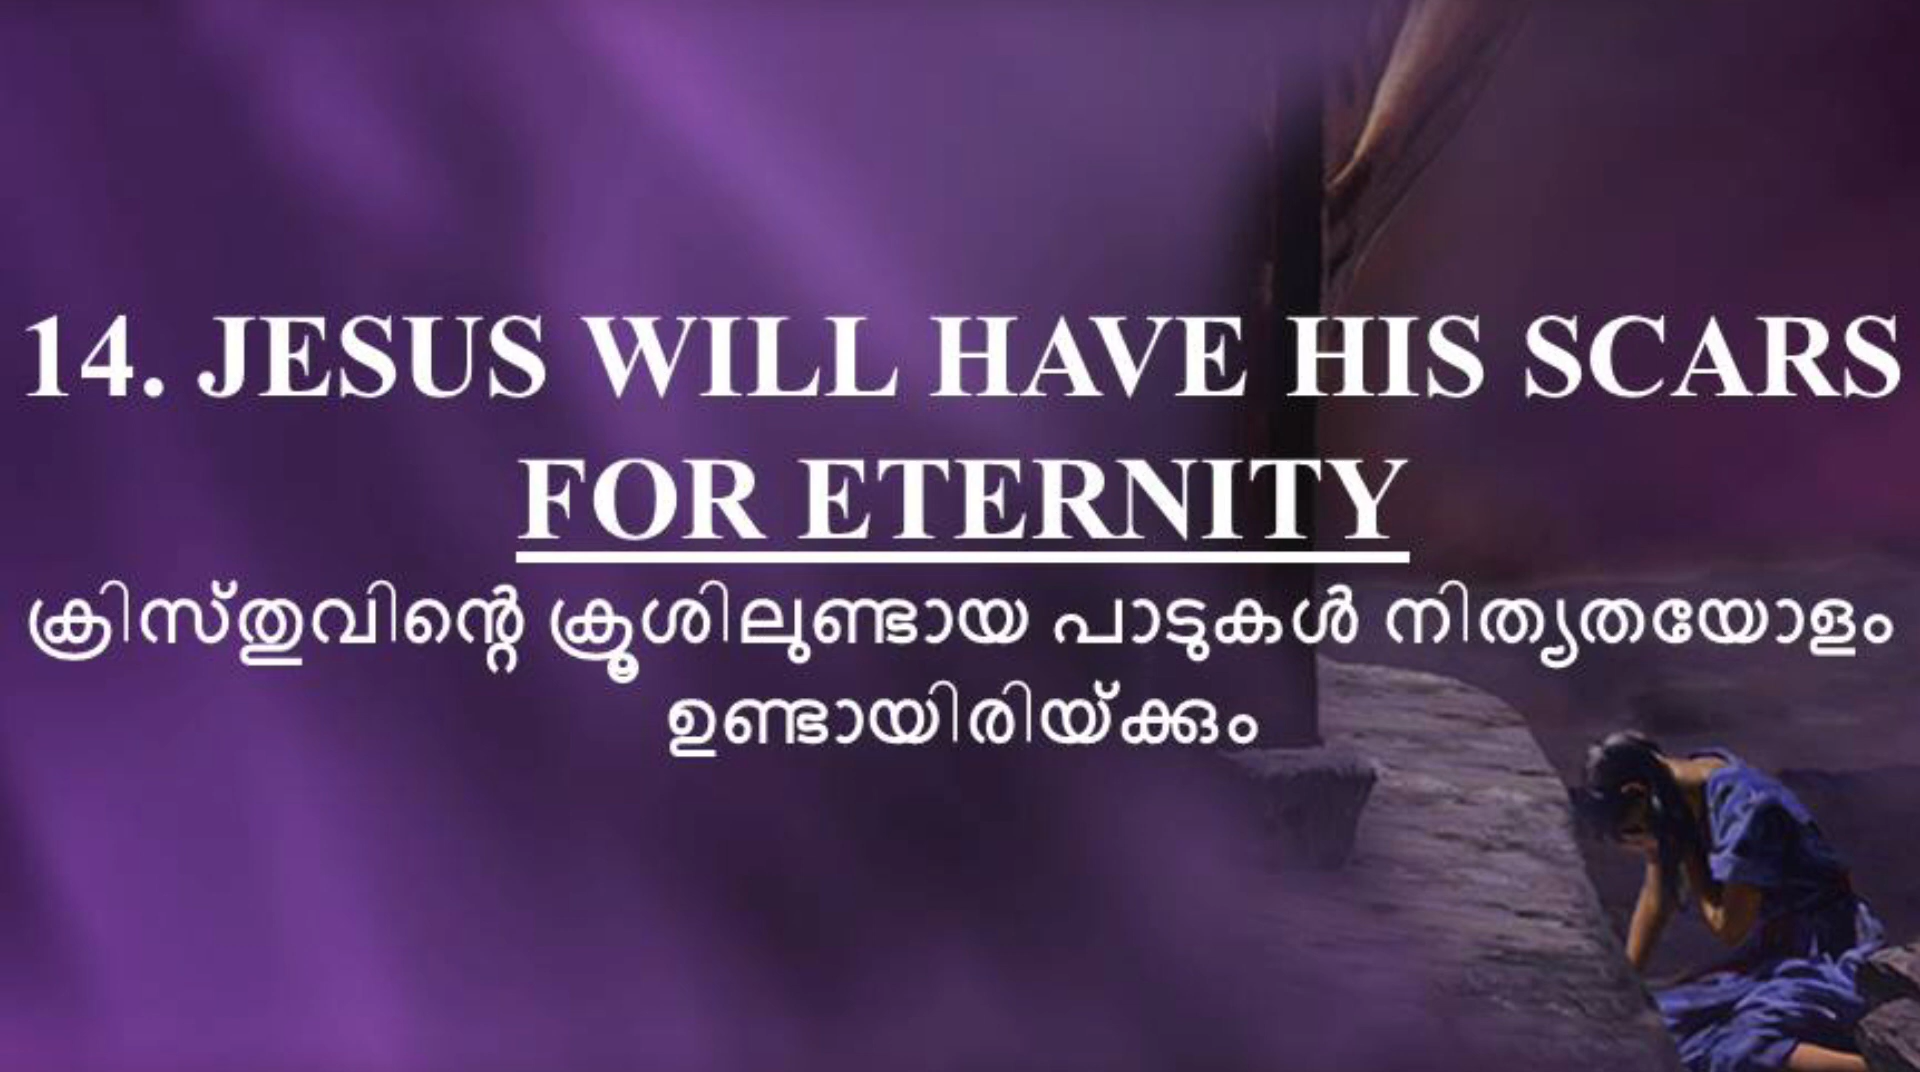 14. JESUS WILL HAVE HIS SCARS
FOR ETERNITY
ക്രിസ്തുവിന്റെ ക്രൂശിലുണ്ടായ പാടുകൾ നിത്യതയോളം
ഉണ്ടായിരിയ്ക്കും